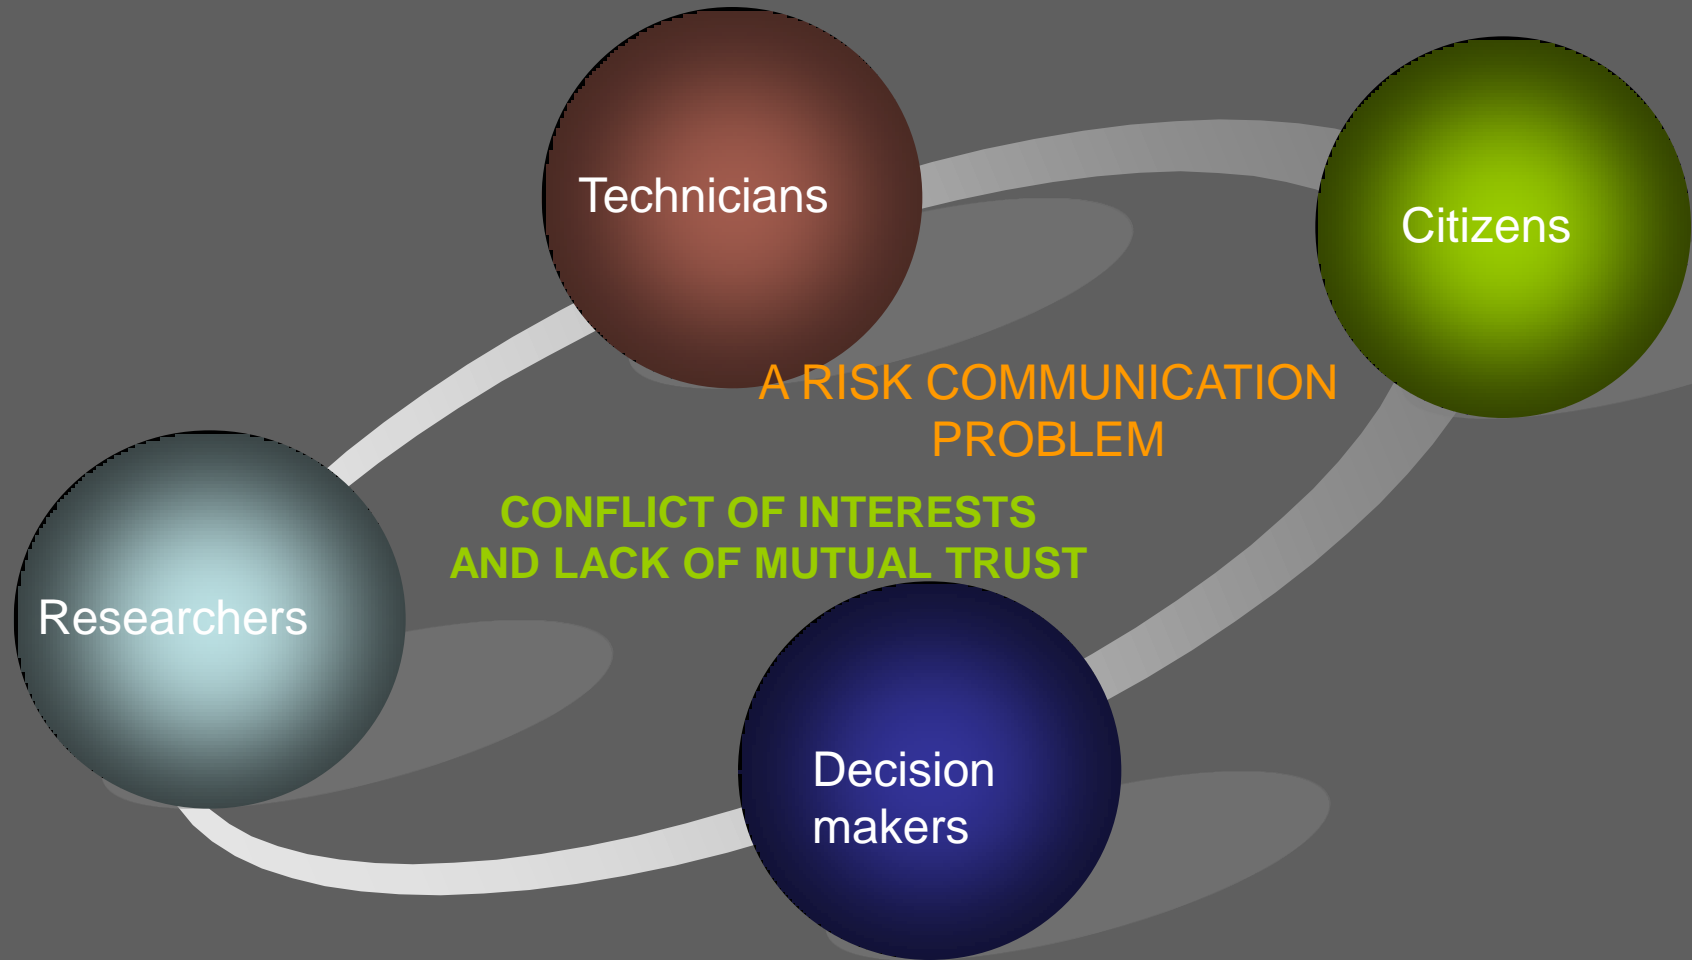 Technicians
Citizens
A RISK COMMUNICATION
PROBLEM
CONFLICT OF INTERESTS
AND LACK OF MUTUAL TRUST
Researchers
Decision
makers